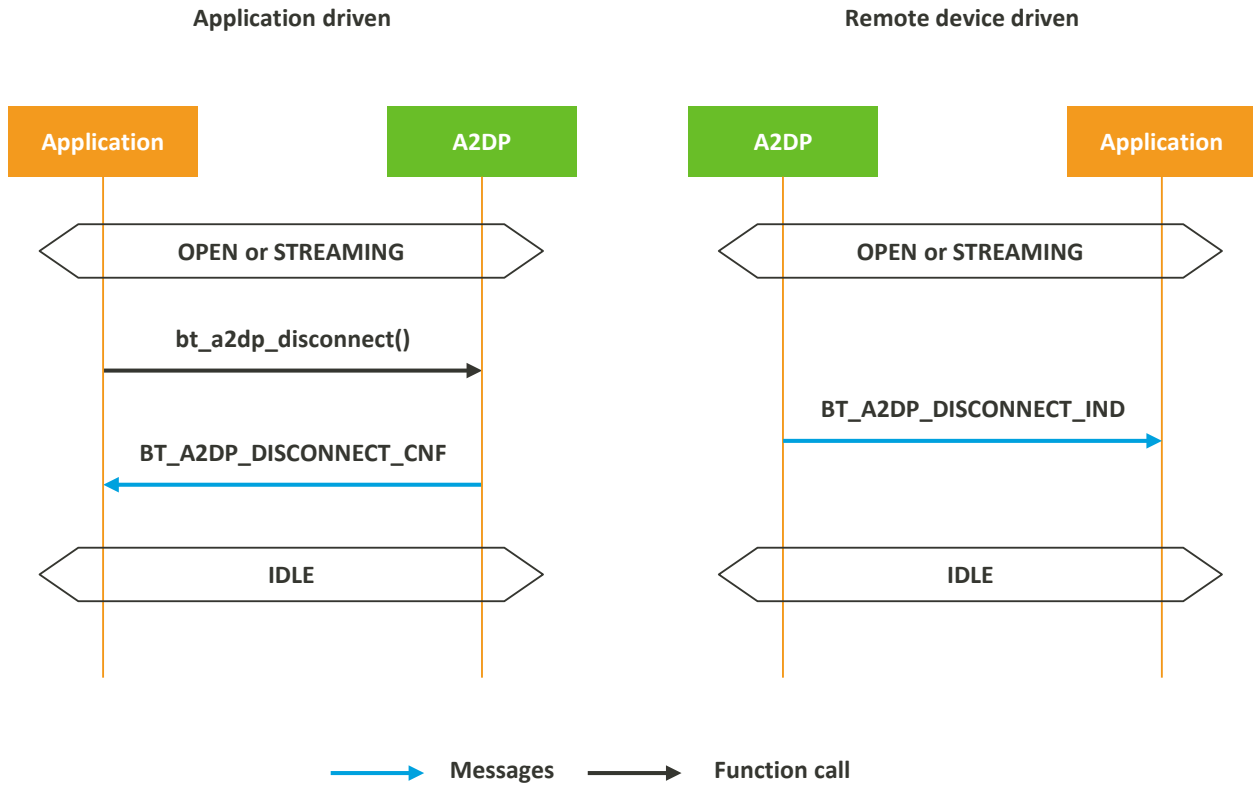 Application driven
Remote device driven
Application
A2DP
A2DP
Application
OPEN or STREAMING
OPEN or STREAMING
bt_a2dp_disconnect()
BT_A2DP_DISCONNECT_IND
BT_A2DP_DISCONNECT_CNF
IDLE
IDLE
Messages
Function call